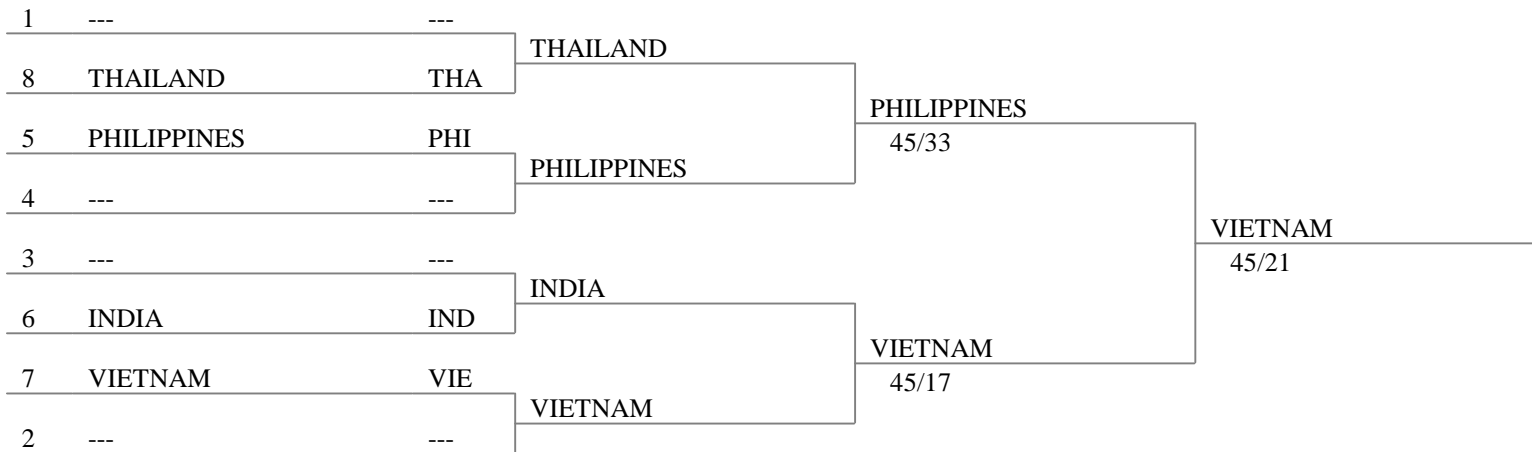 1 --- ---
THAILAND
8 THAILAND THA
PHILIPPINES
5 PHILIPPINES PHI
45/33
PHILIPPINES
4 --- ---
VIETNAM
3 --- ---
45/21
INDIA
6 INDIA IND
VIETNAM
7 VIETNAM VIE
45/17
VIETNAM
2 --- ---